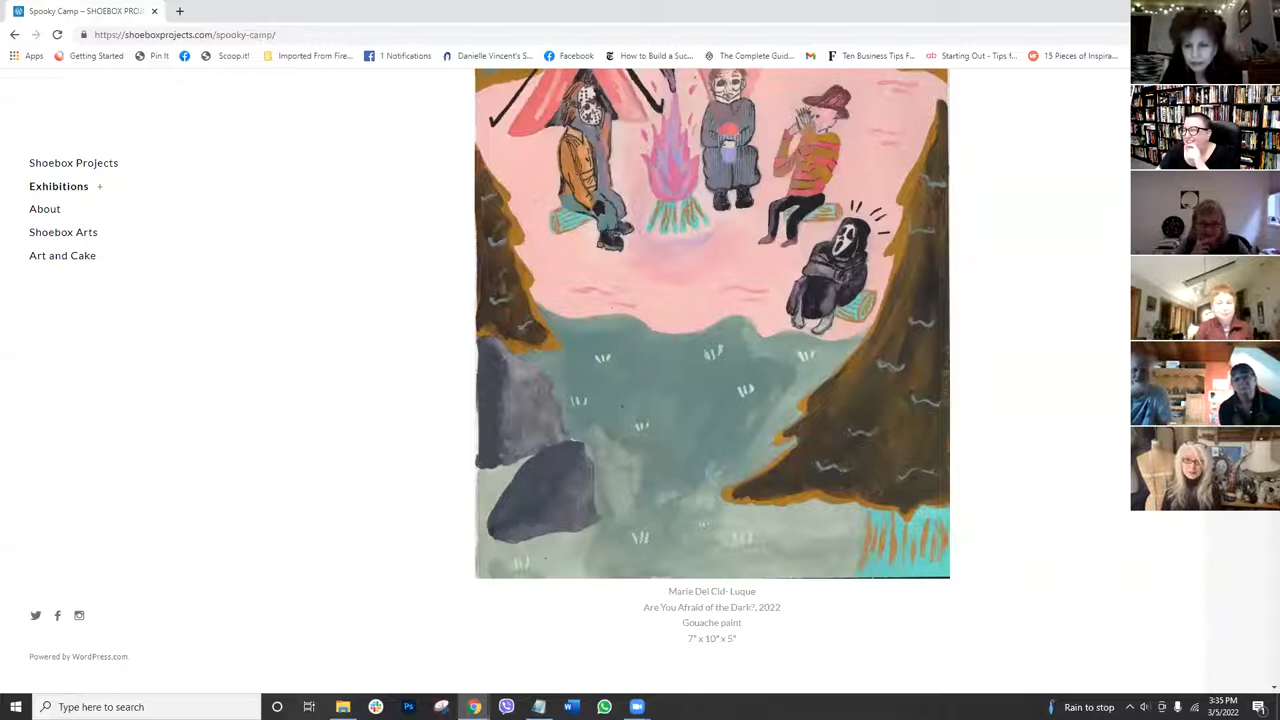 Spooky Camp – SHOEBOX PROJ
https://shoeboxprojects.com/spooky-camp/
Apps Getting Started Pin It Scoop.it Imported From Fire... 1 Notifications Danielle Vincent's S... Facebook How to Build a Suc... The Complete Guid... Ten Business Tips F... Starting Out - Tips f... 15 Pieces of Inspira...
Shoebox Projects
Exhibitions +
About
Shoebox Arts
Art and Cake
Marie Del Cid- Luque
Are You Afraid of the Dark?, 2022
Gouache paint
7" x 10" x 5"
Powered by WordPress.com.
Type here to search
Rain to stop
3:35 PM
3/5/2022